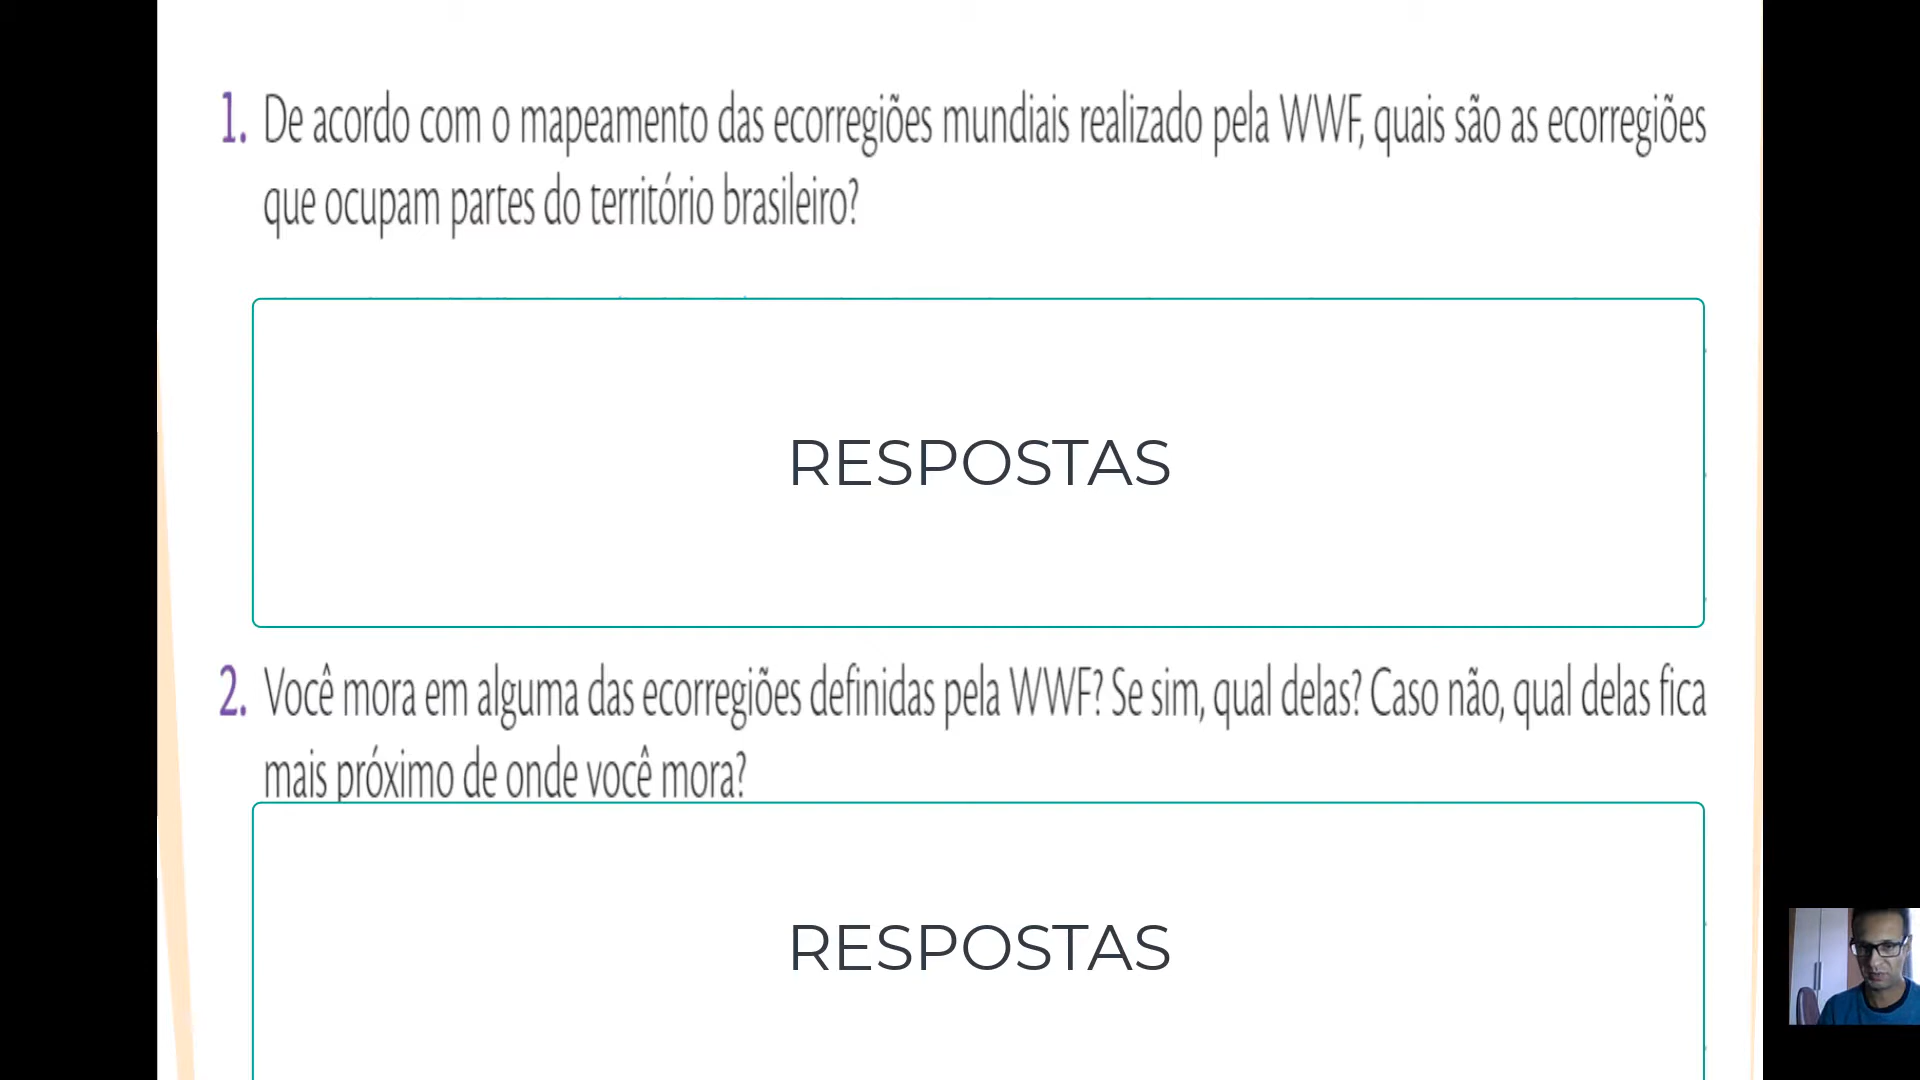 1. De acordo com o mapeamento das ecorregiões mundiais realizado pela WWF, quais são as ecorregiões
que ocupam partes do território brasileiro?
RESPOSTAS
2. Você mora em alguma das ecorregiões definidas pela WWF? Se sim, qual delas? Caso não, qual delas fica
mais próximo de onde você mora?
RESPOSTAS